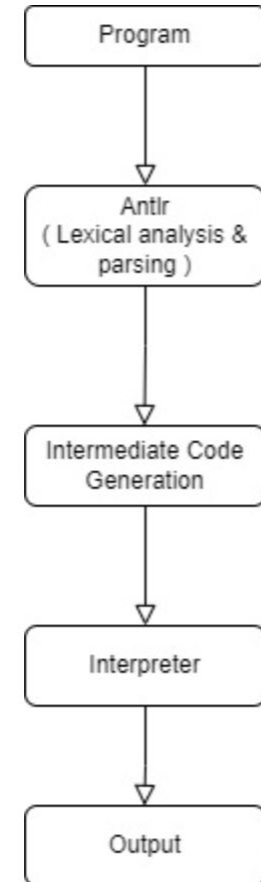 Program
Antlr
( Lexical analysis &
parsing )
Intermediate Code
Generation
Interpreter
Output